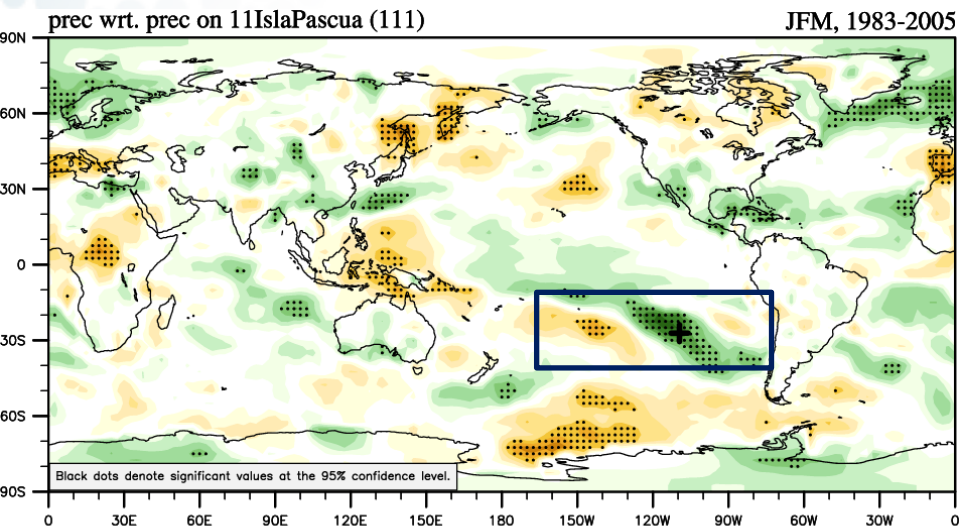 prec wrt. prec on 11IslaPascua (111) JFM, 1983-2005
90N
60N
30N
0
30S
60S
90S
Black dots denote significant values at the 95% confidence level.
0 30E 60E 90E 120E 150E 180 150W 120W 90W 60W 30W 0